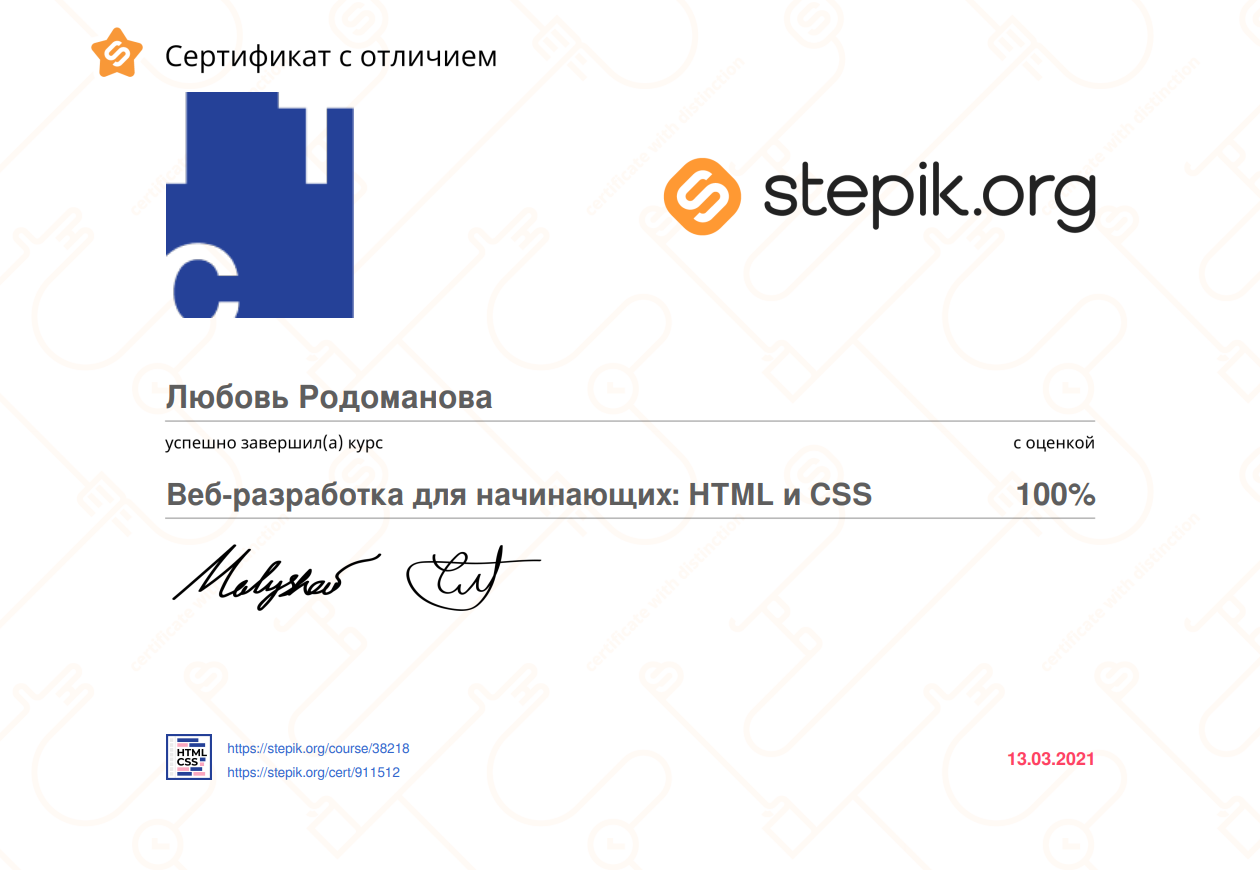 Сертификат с отличием
stepik.org
Любовь Родоманова
успешно завершил(а) курс с оценкой
Веб-разработка для начинающих: HTML и CSS 100%
HTML
CSS
https://stepik.org/course/38218
https://stepik.org/cert/911512
13.03.2021